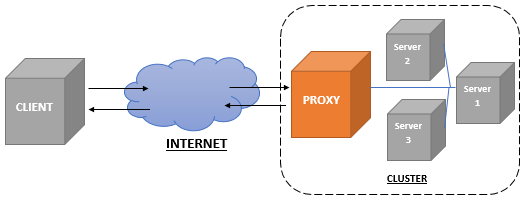 CLIENT
INTERNET
PROXY
Server
2
Server
1
Server
3
CLUSTER